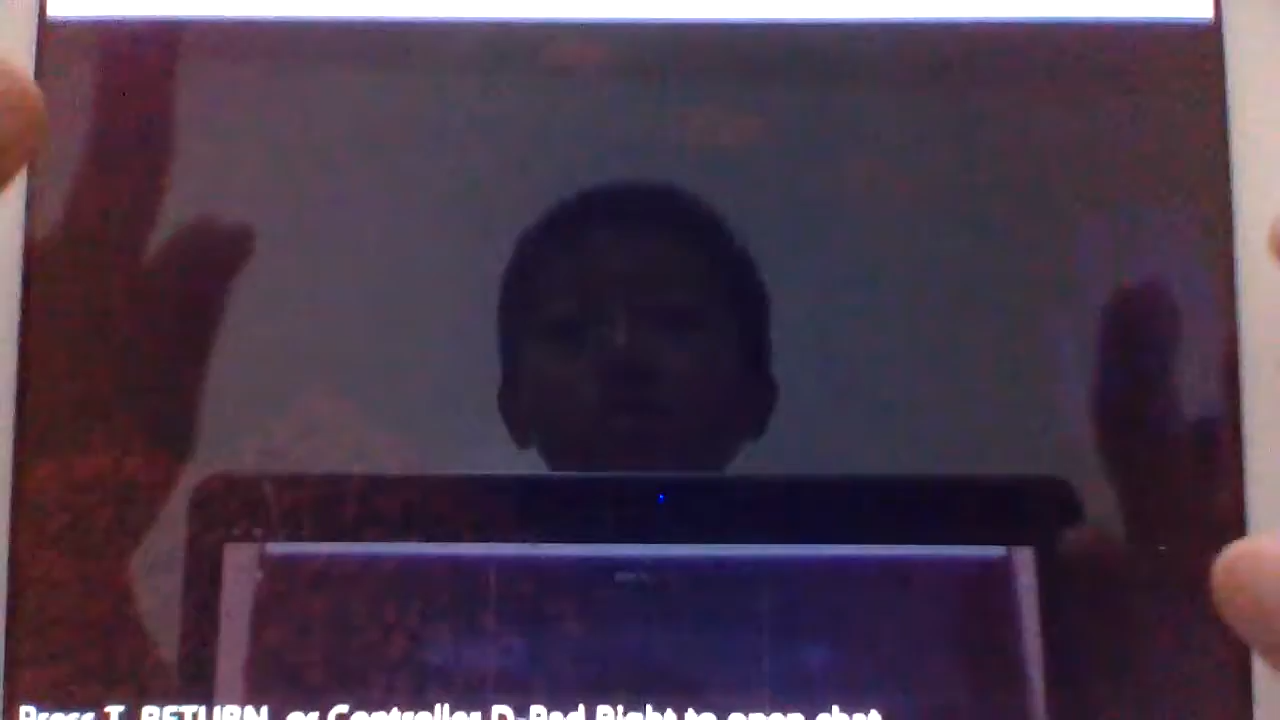 Press T, RETURN, or Controller D-Pad Right to open chat